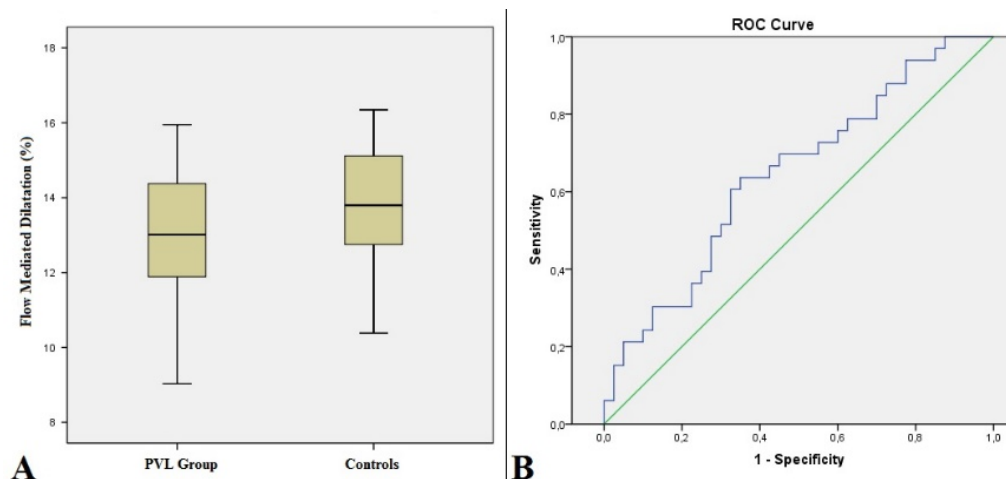 Flow Mediated Dilatation (%)
18
16
14
12
10
8
PVL Group
Controls
A
ROC Curve
Sensitivity
1,0
0,8
0,6
0,4
0,2
0,0
0,0
0,2
0,4
0,6
0,8
1,0
1 - Specificity
B